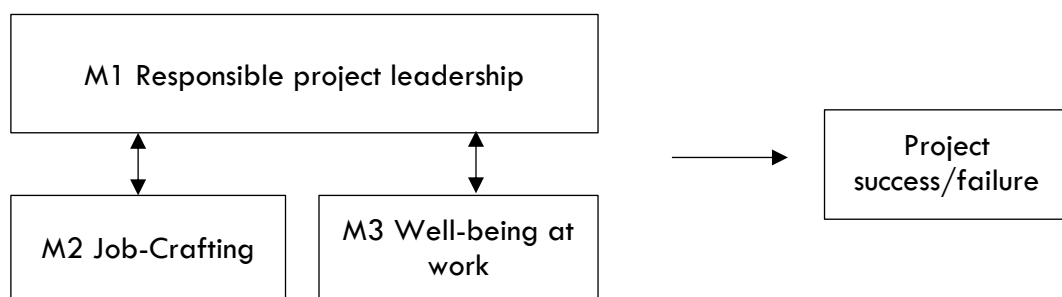 M1 Responsible project leadership
Project
success/failure
M2 Job-Crafting
M3 Well-being at
work